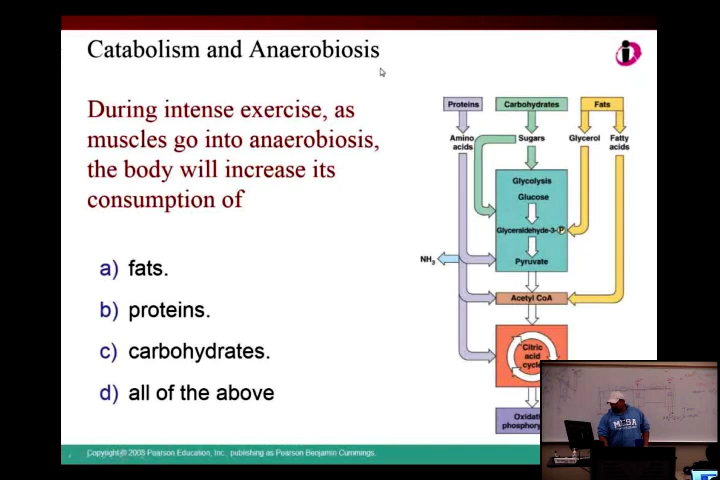 Catabolism and Anaerobiosis
During intense exercise, as
muscles go into anaerobiosis,
the body will increase its
consumption of
a) fats.
b) proteins.
c) carbohydrates.
d) all of the above
Proteins
Carbohydrates
Fats
Amino
acids
Sugars
Glycerol
Fatty
acids
Glycolysis
Glucose
Glyceraldehyde-3- P
NH3
Pyruvate
Acetyl CoA
Citric
acid
cycle
Oxidati
phosphory
MESA
Copyright © 2008 Pearson Education, Inc., publishing as Pearson Benjamin Cummings.